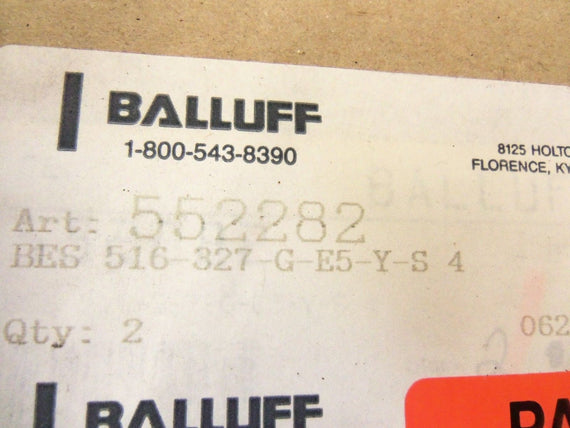 BALLUFF
1-800-543-8390
8125 HOLTO
FLORENCE, KY
Art: 552282
BES 516-327-G-E5-Y-S 4
Qty: 2
062
BALLUFF